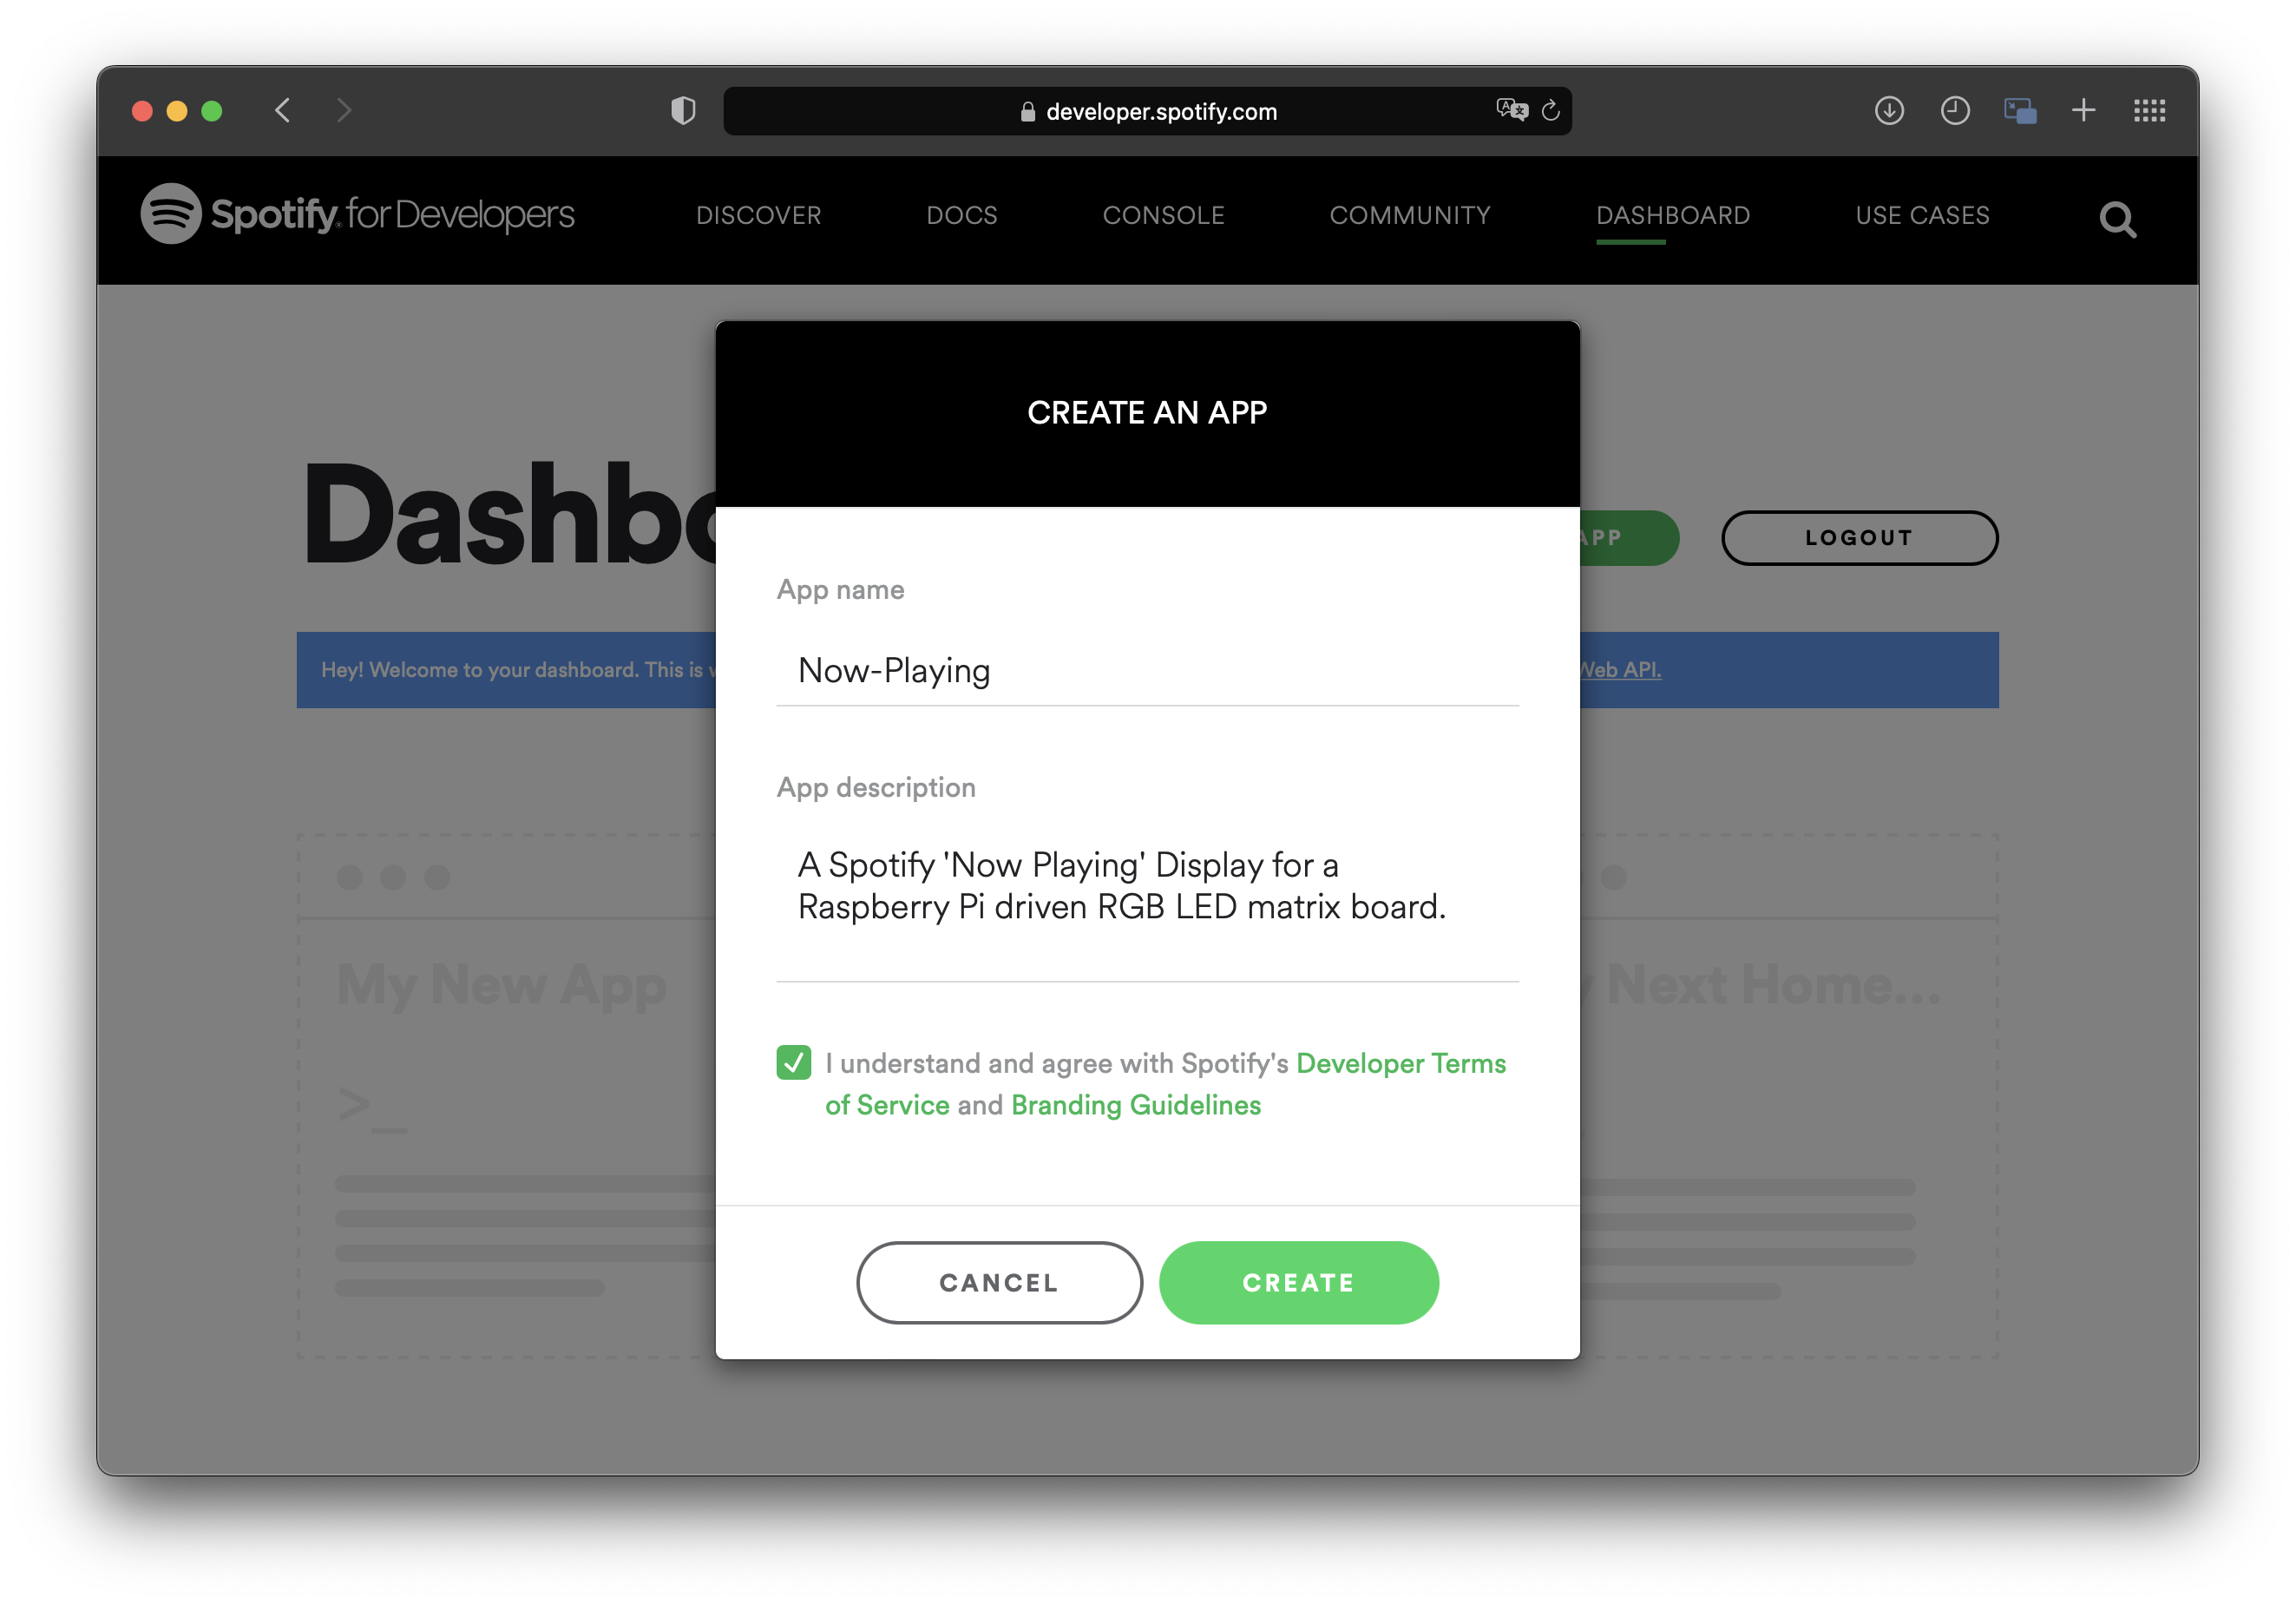 developer.spotify.com
Spotify for Developers
DISCOVER
DOCS
CONSOLE
COMMUNITY
DASHBOARD
USE CASES
CREATE AN APP
Dashbo
APP
LOGOUT
App name
Hey! Welcome to your dashboard. This is
Web API.
Now-Playing
App description
A Spotify 'Now Playing' Display for a
Raspberry Pi driven RGB LED matrix board.
My New App
Next Home...
>_
I understand and agree with Spotify's Developer Terms
of Service and Branding Guidelines
CANCEL
CREATE